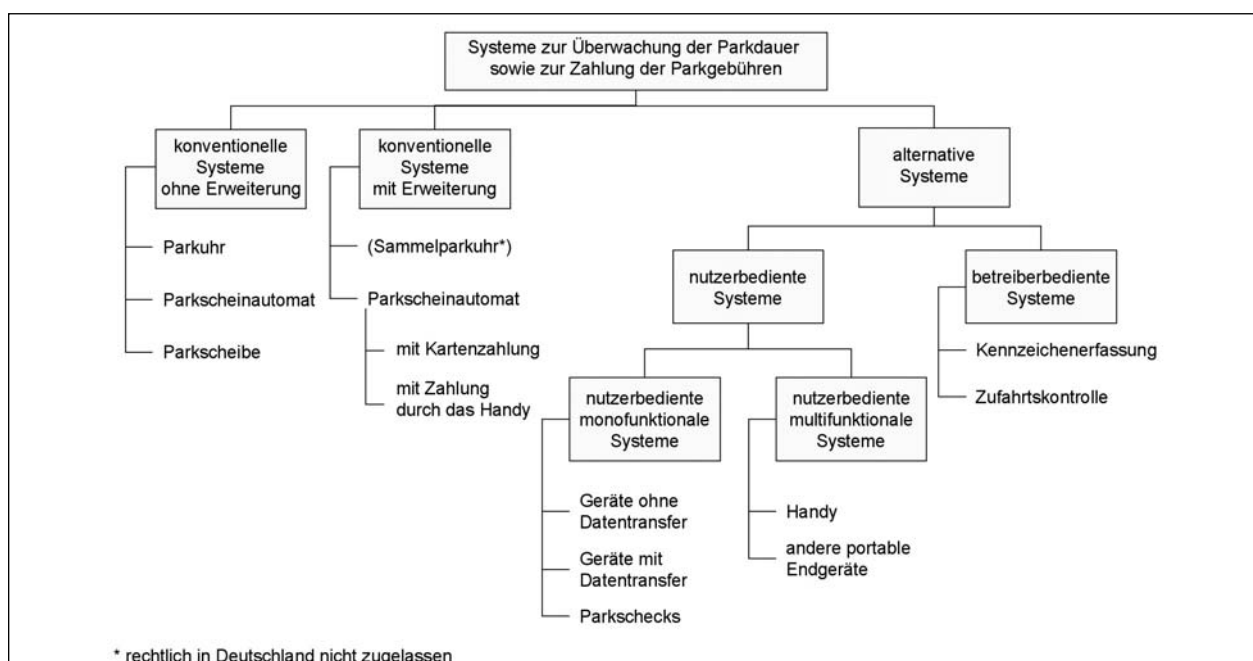 Systeme zur Überwachung der Parkdauer
sowie zur Zahlung der Parkgebühren
konventionelle
Systeme
ohne Erweiterung
Parkuhr
Parkscheinautomat
Parkscheibe
konventionelle
Systeme
mit Erweiterung
(Sammelparkuhr*)
Parkscheinautomat
mit Kartenzahlung
mit Zahlung
durch das Handy
alternative
Systeme
nutzerbediente
Systeme
nutzerbediente
monofunktionale
Systeme
Geräte ohne
Datentransfer
Geräte mit
Datentransfer
Parkschecks
nutzerbediente
multifunktionale
Systeme
Handy
andere portable
Endgeräte
betreiberbediente
Systeme
Kennzeichenerfassung
Zufahrtskontrolle
* rechtlich in Deutschland nicht zugelassen